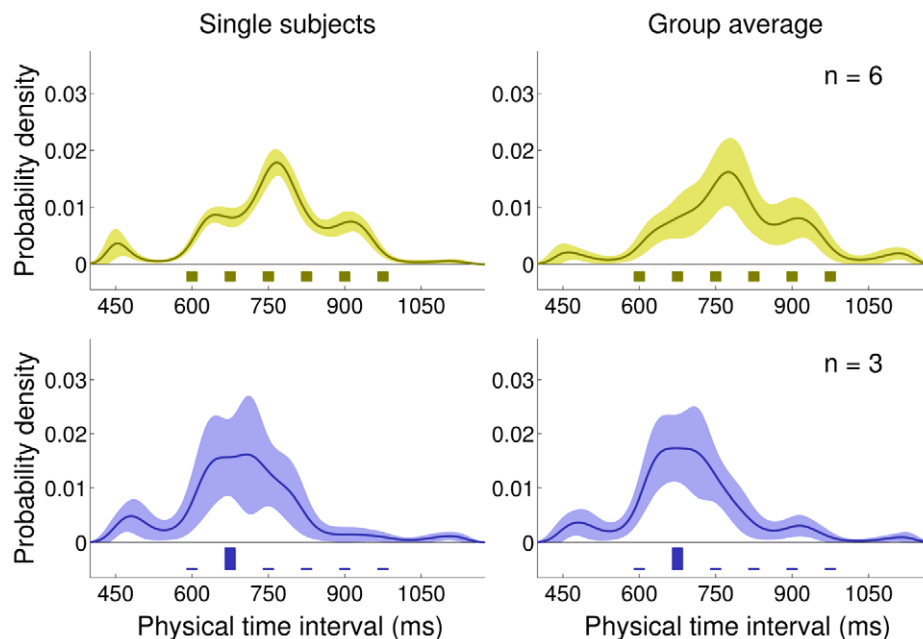 Single subjects
Group average
Probability density
0.03
0.02
0.01
0
450 600 750 900 1050
n = 6
0.03
0.02
0.01
0
450 600 750 900 1050
Probability density
0.03
0.02
0.01
0
450 600 750 900 1050
Physical time interval (ms)
n = 3
0.03
0.02
0.01
0
450 600 750 900 1050
Physical time interval (ms)